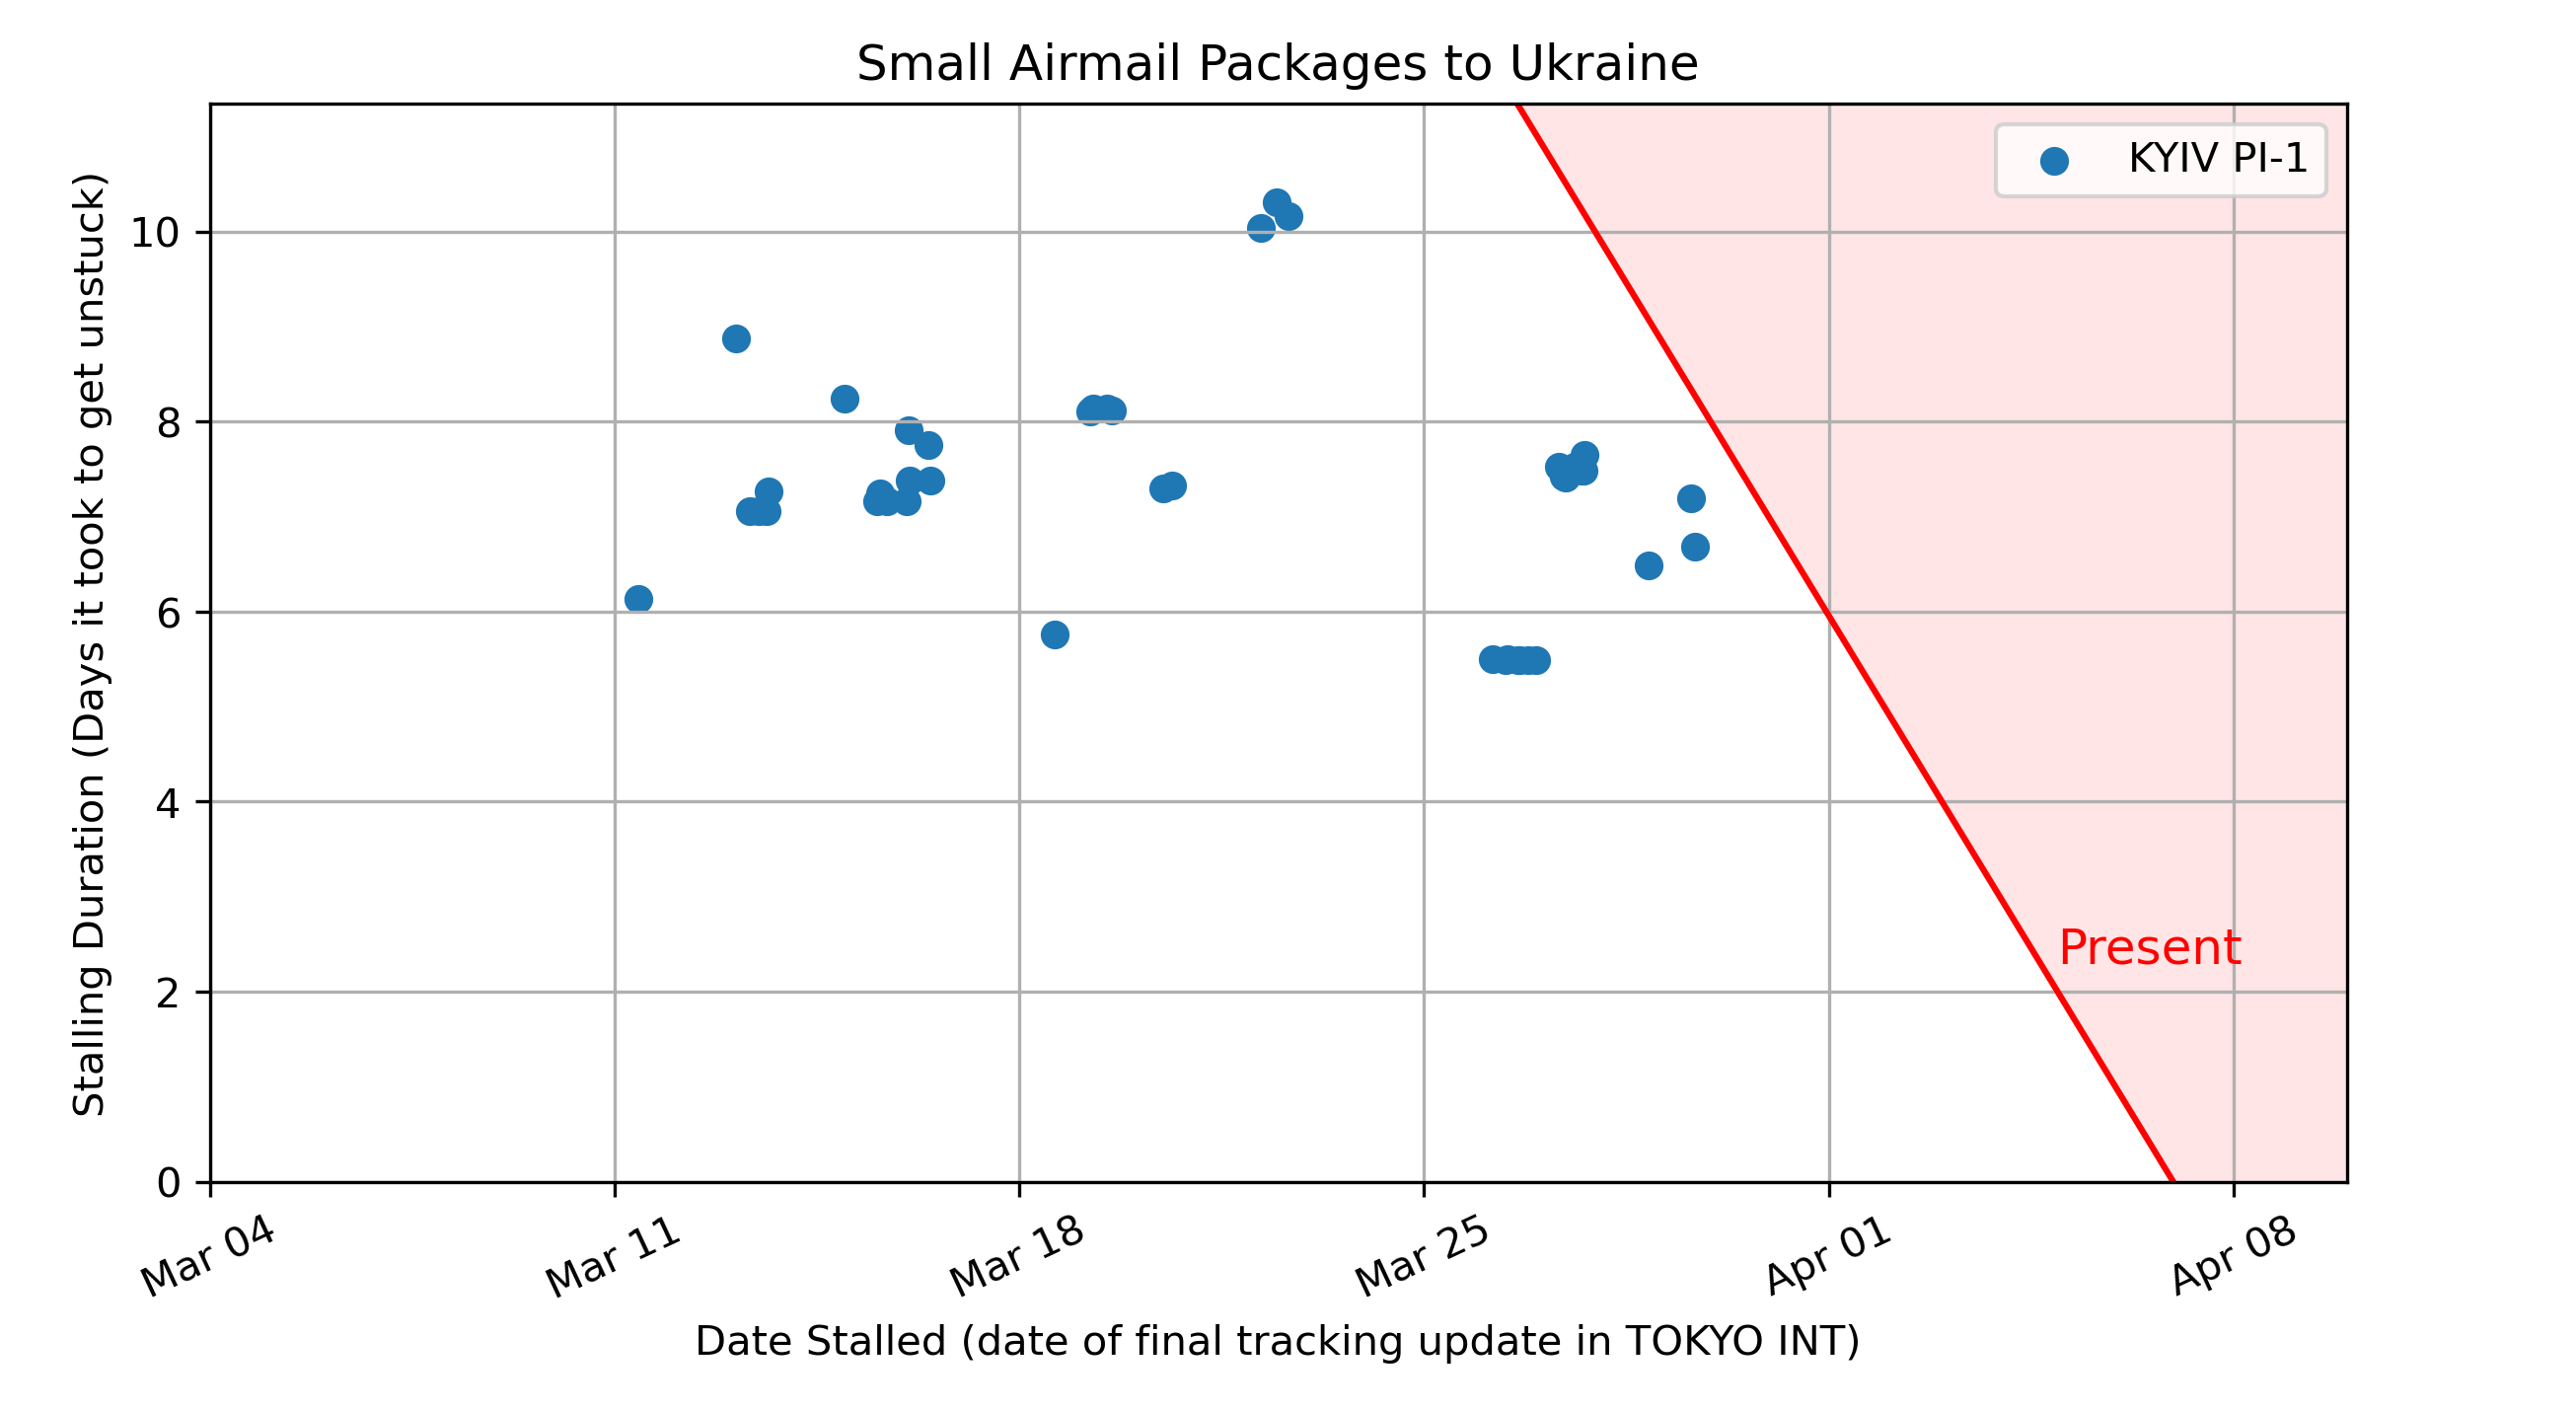 Small Airmail Packages to Ukraine
KYIV PI-1
Stalling Duration (Days it took to get unstuck)
10
8
6
4
2
0
Present
Mar 04
Mar 11
Mar 18
Mar 25
Apr 01
Apr 08
Date Stalled (date of final tracking update in TOKYO INT)